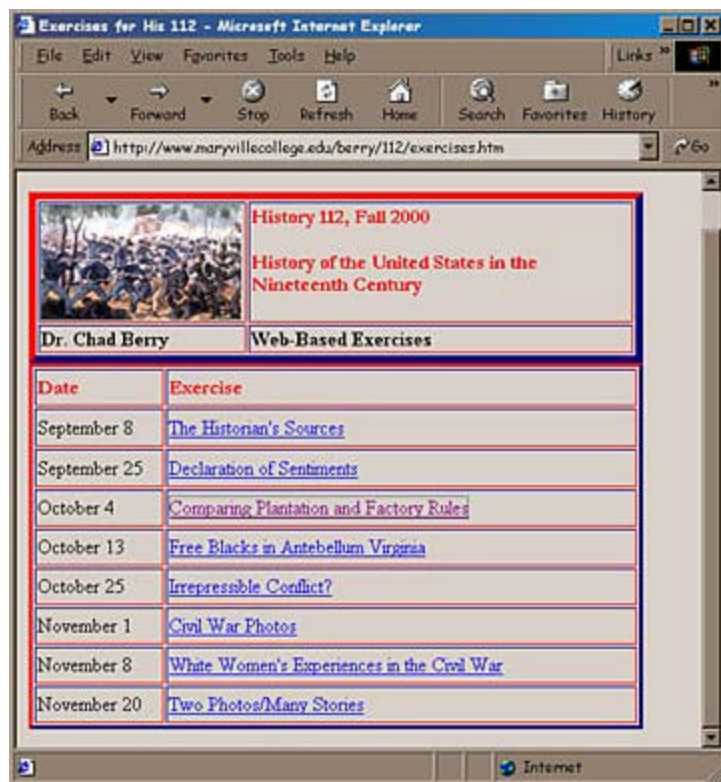 Exercises for His 112 - Microsoft Internet Explorer
File Edit View Favorites Tools Help Links »
Back Forward Stop Refresh Home Search Favorites History »
Address http://www.maryvillecollege.edu/berry/112/exercises.htm Go
History 112, Fall 2000
History of the United States in the
Nineteenth Century
Dr. Chad Berry Web-Based Exercises
Date Exercise
September 8 The Historian's Sources
September 25 Declaration of Sentiments
October 4 Comparing Plantation and Factory Rules
October 13 Free Blacks in Antebellum Virginia
October 25 Irrepressible Conflict?
November 1 Civil War Photos
November 8 White Women's Experiences in the Civil War
November 20 Two Photos/Many Stories
Internet